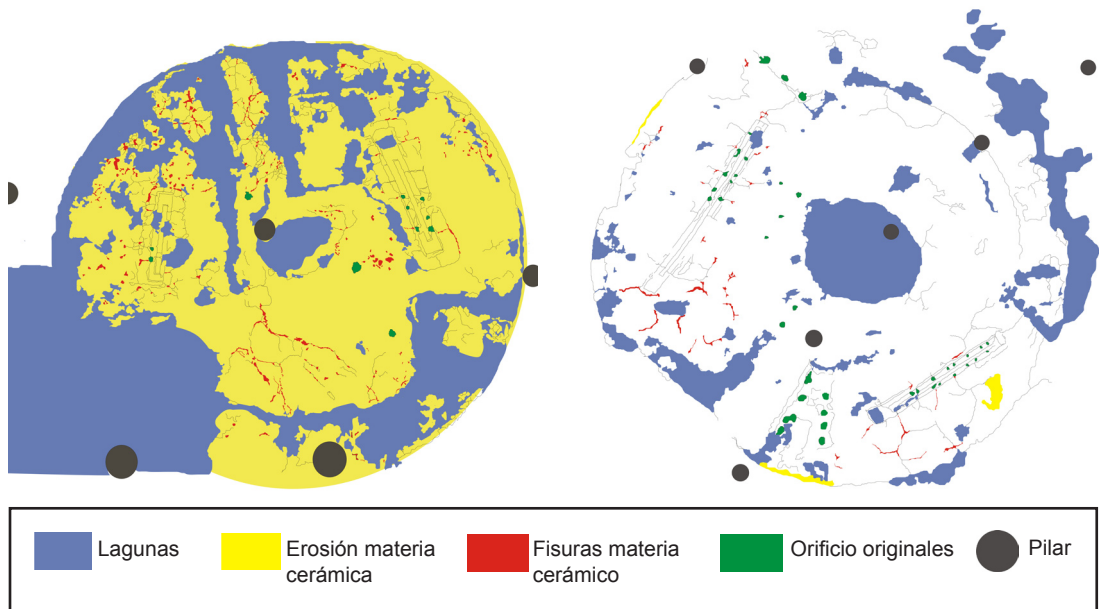 Lagunas
Erosión materia
cerámica
Fisuras materia
cerámico
Orificio originales
Pilar